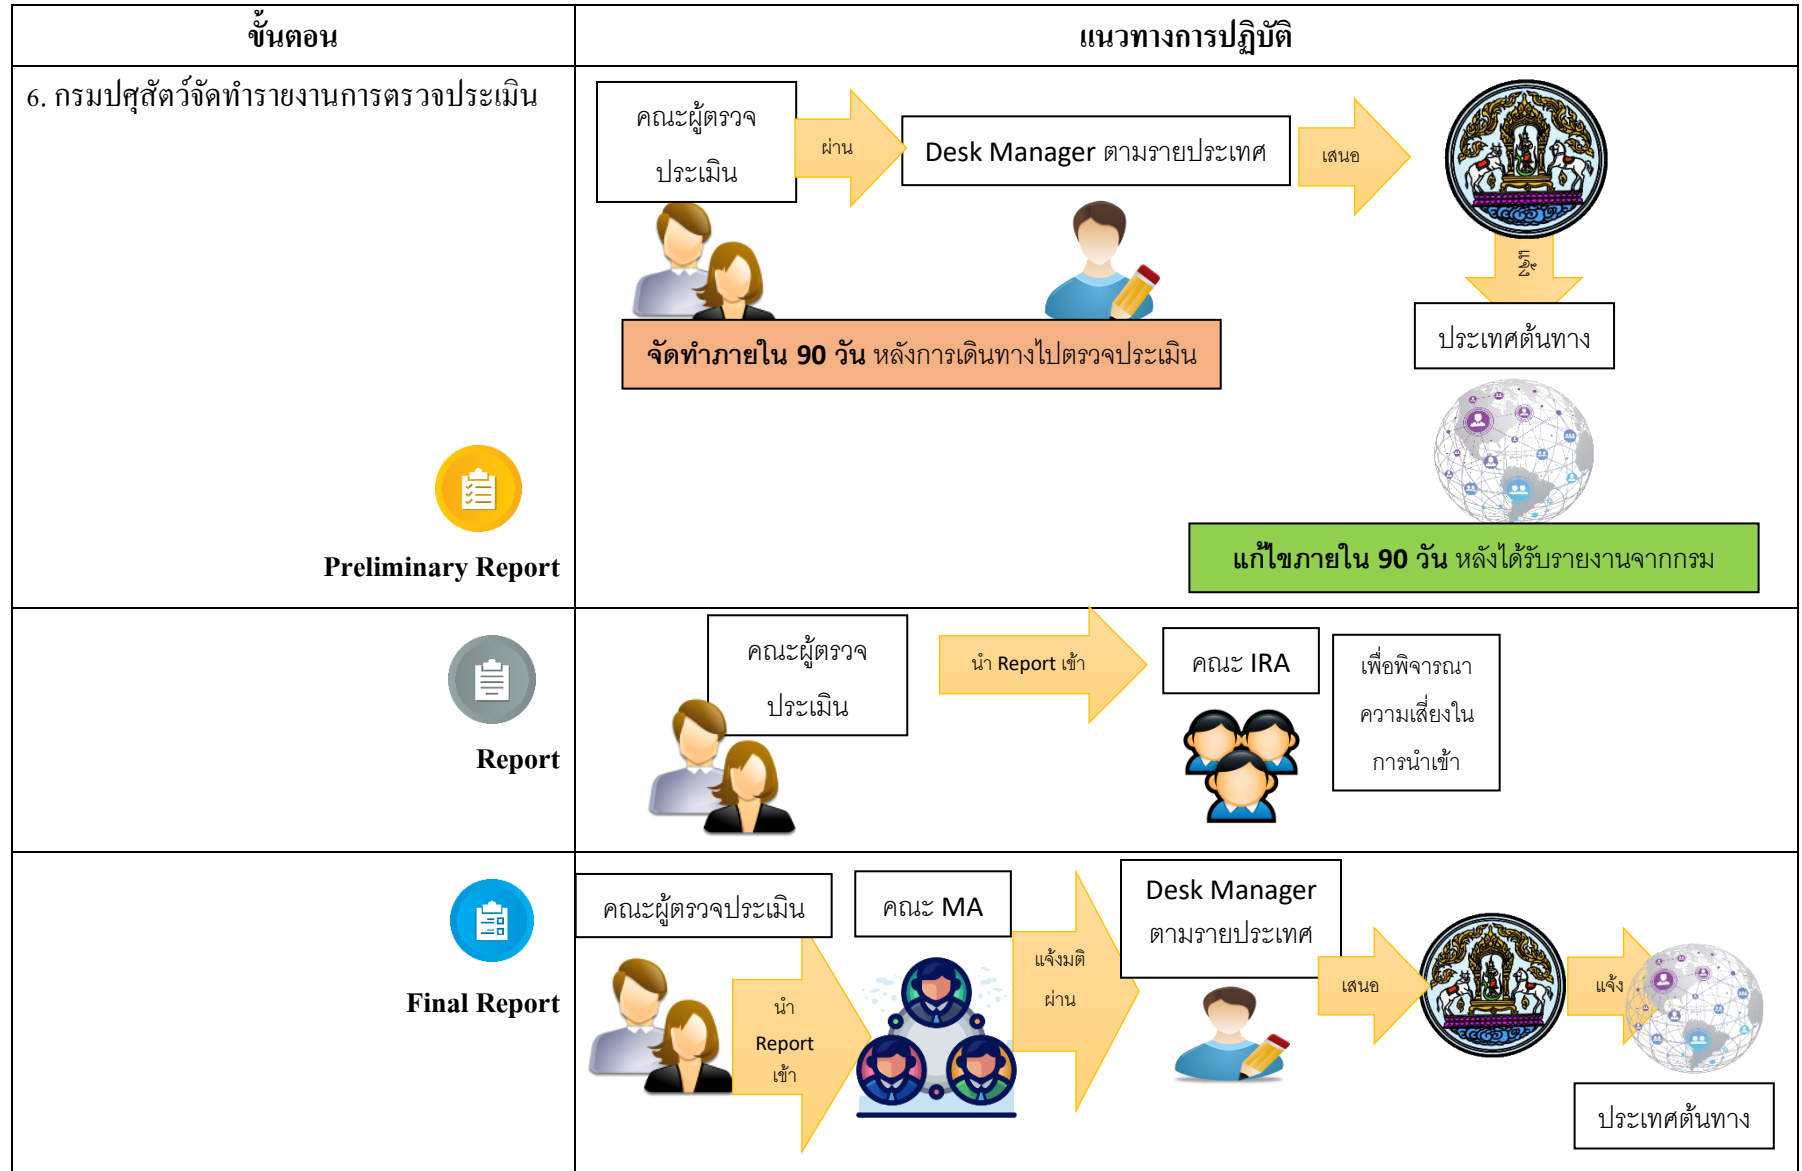 ขั้นตอน
แนวทางการปฏิบัติ
6. กรมปศุสัตว์จัดทำรายงานการตรวจประเมิน
คณะผู้ตรวจ
ประเมิน
ผ่าน
Desk Manager ตามรายประเทศ
เสนอ
แจ้ง
ประเทศต้นทาง
จัดทำภายใน 90 วัน หลังการเดินทางไปตรวจประเมิน
แก้ไขภายใน 90 วัน หลังได้รับรายงานจากกรม
Preliminary Report
คณะผู้ตรวจ
ประเมิน
นำ Report เข้า
คณะ IRA
เพื่อพิจารณา
ความเสี่ยงใน
การนำเข้า
Report
คณะผู้ตรวจประเมิน
นำ
Report
เข้า
คณะ MA
แจ้งมติ
ผ่าน
Desk Manager
ตามรายประเทศ
เสนอ
แจ้ง
ประเทศต้นทาง
Final Report